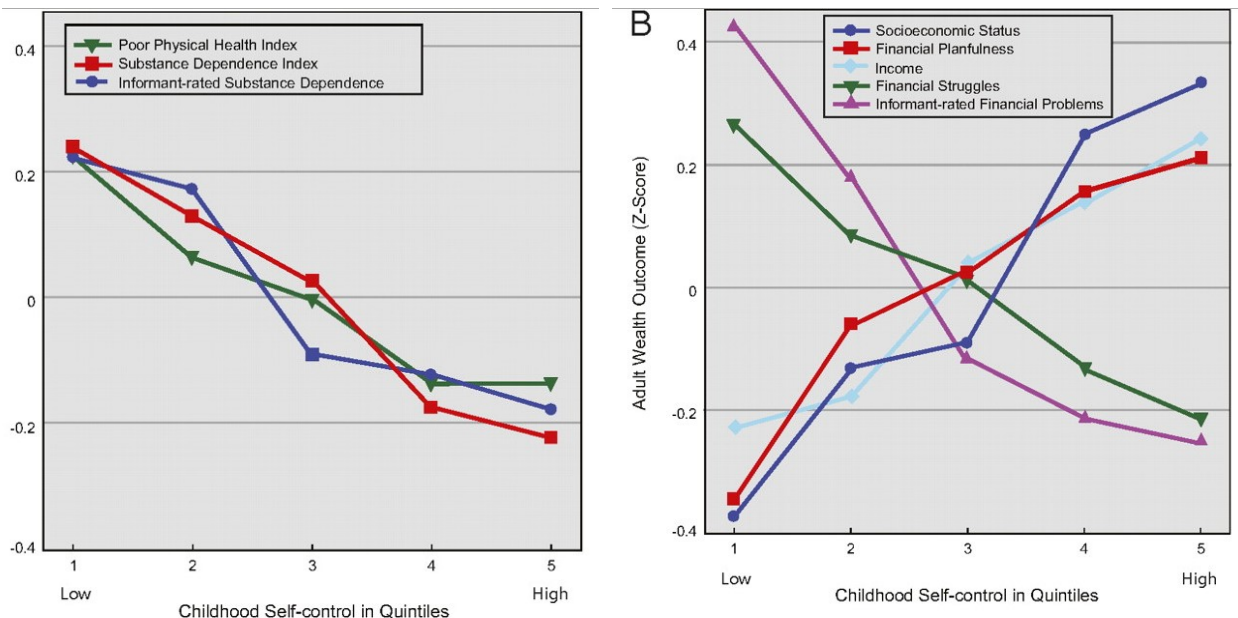 Poor Physical Health Index
Substance Dependence Index
Informant-rated Substance Dependence
0.4
0.2
0
-0.2
-0.4
1
2
3
4
5
Low
High
Childhood Self-control in Quintiles
B
Socioeconomic Status
Financial Planfulness
Income
Financial Struggles
Informant-rated Financial Problems
Adult Wealth Outcome (Z-Score)
0.4
0.2
0
-0.2
-0.4
1
2
3
4
5
Low
High
Childhood Self-control in Quintiles